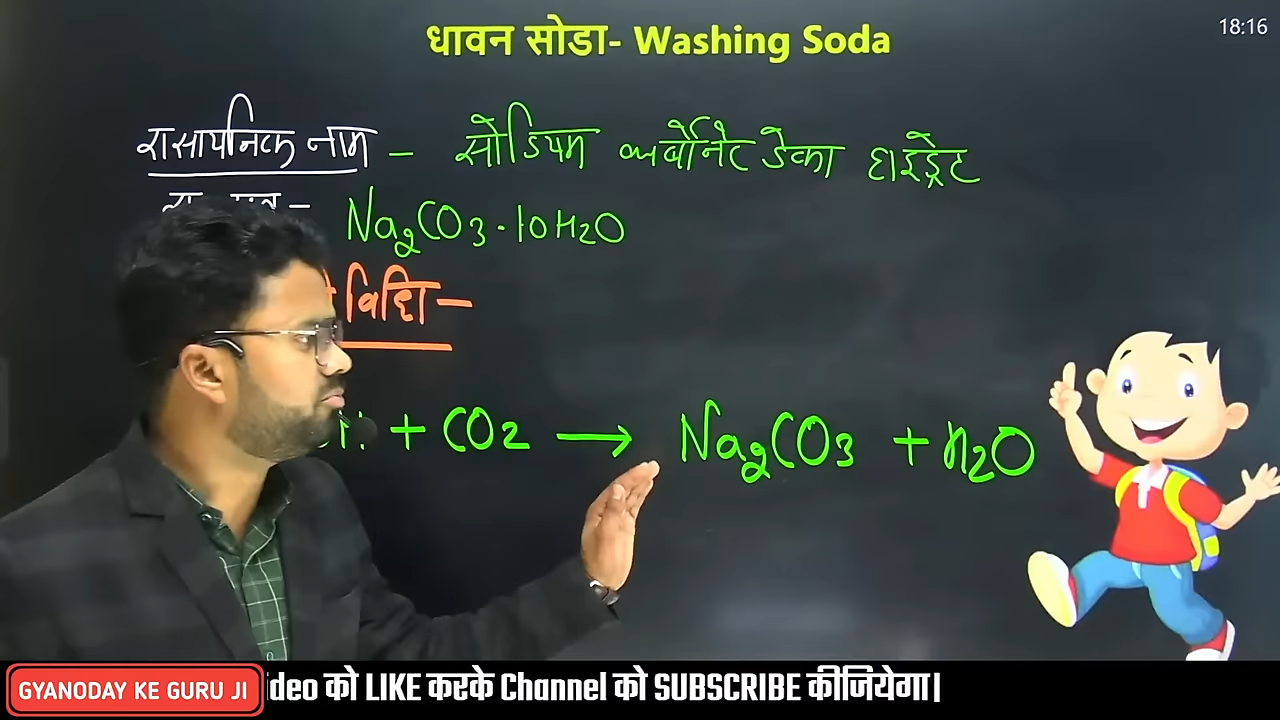 18:16
धावन सोडा- Washing Soda
रासायनिक नाम - सोडियम कार्बोनेट डेका हाइड्रेट
Na2CO3·10H2O
विधि -
+ CO2 → Na2CO3 + H2O
GYANODAY KE GURU JI
ideo को LIKE करके Channel को SUBSCRIBE कीजियेगा|